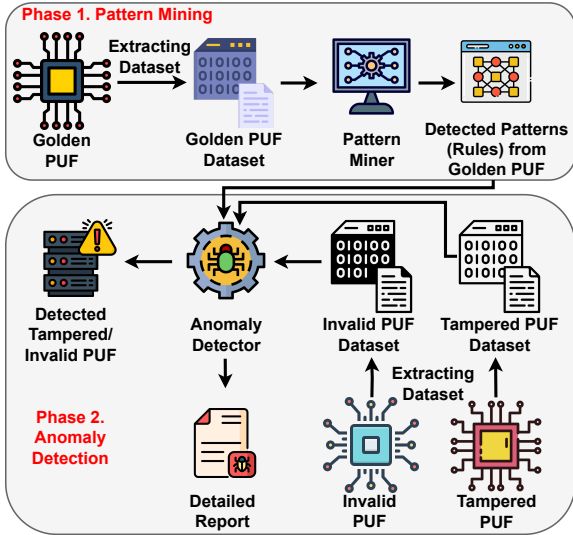 Phase 1. Pattern Mining
Extracting
Dataset
Golden
PUF
Golden PUF
Dataset
Pattern
Miner
Detected Patterns
(Rules) from
Golden PUF
Detected
Tampered/
Invalid PUF
Anomaly
Detector
Invalid PUF
Dataset
Tampered PUF
Dataset
Extracting
Dataset
Phase 2.
Anomaly
Detection
Detailed
Report
Invalid
PUF
Tampered
PUF